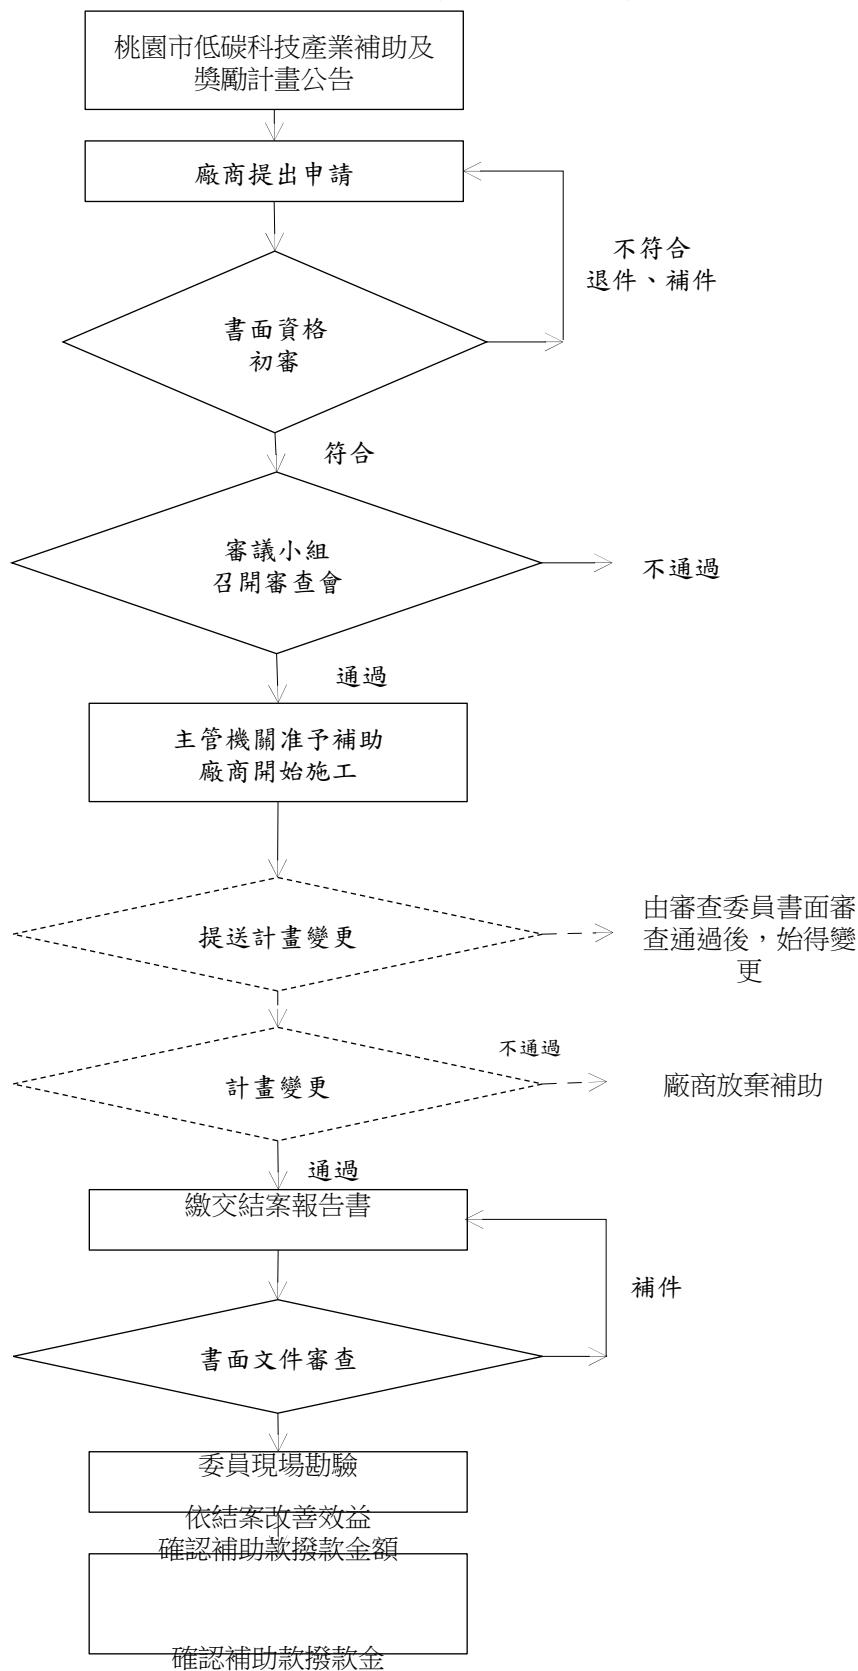 桃園市低碳科技產業補助及
獎勵計畫公告
廠商提出申請
不符合
退件、補件
書面資格
初審
符合
審議小組
召開審查會
不通過
通過
主管機關准予補助
廠商開始施工
提送計畫變更
由審查委員書面審
查通過後，始得變
更
不通過
計畫變更
廠商放棄補助
通過
繳交結案報告書
補件
書面文件審查
委員現場勘驗
依結案改善效益
確認補助款撥款金額
確認補助款撥款金